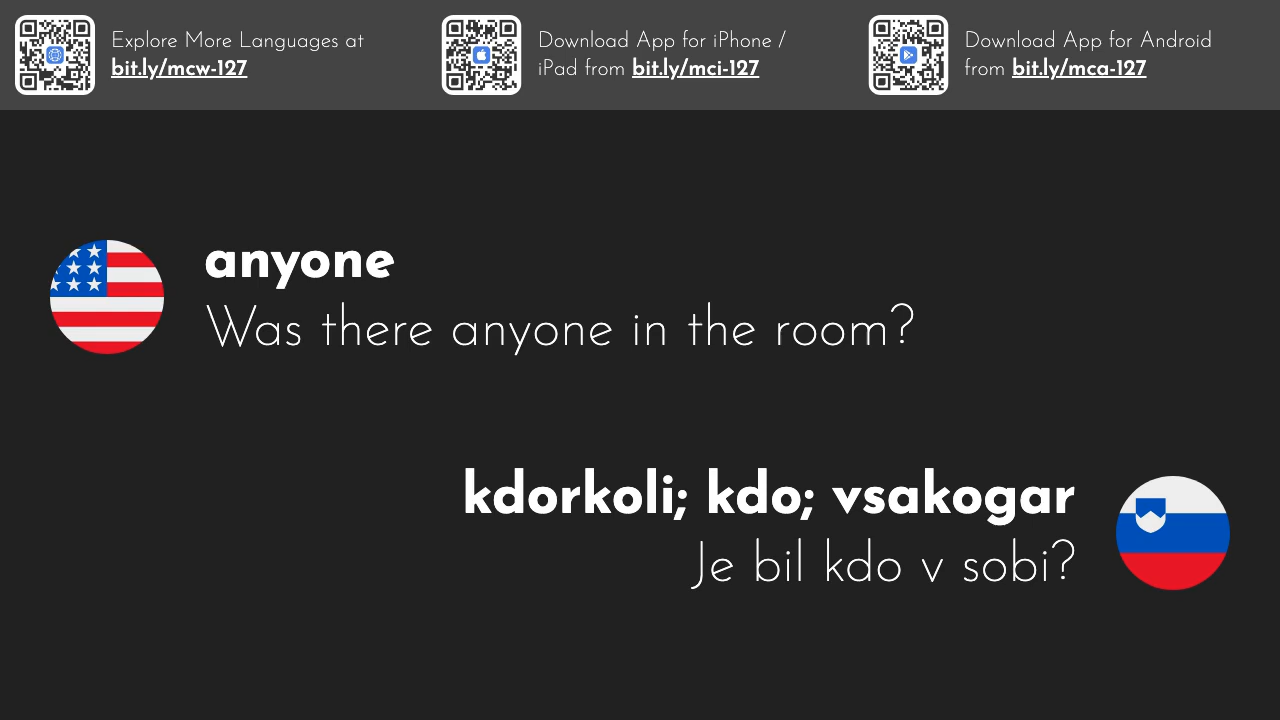 Explore More Languages at
bit.ly/mcw-127
Download App for iPhone /
iPad from bit.ly/mci-127
Download App for Android
from bit.ly/mca-127
anyone
Was there anyone in the room?
kdorkoli; kdo; vsakogar
Je bil kdo v sobi?